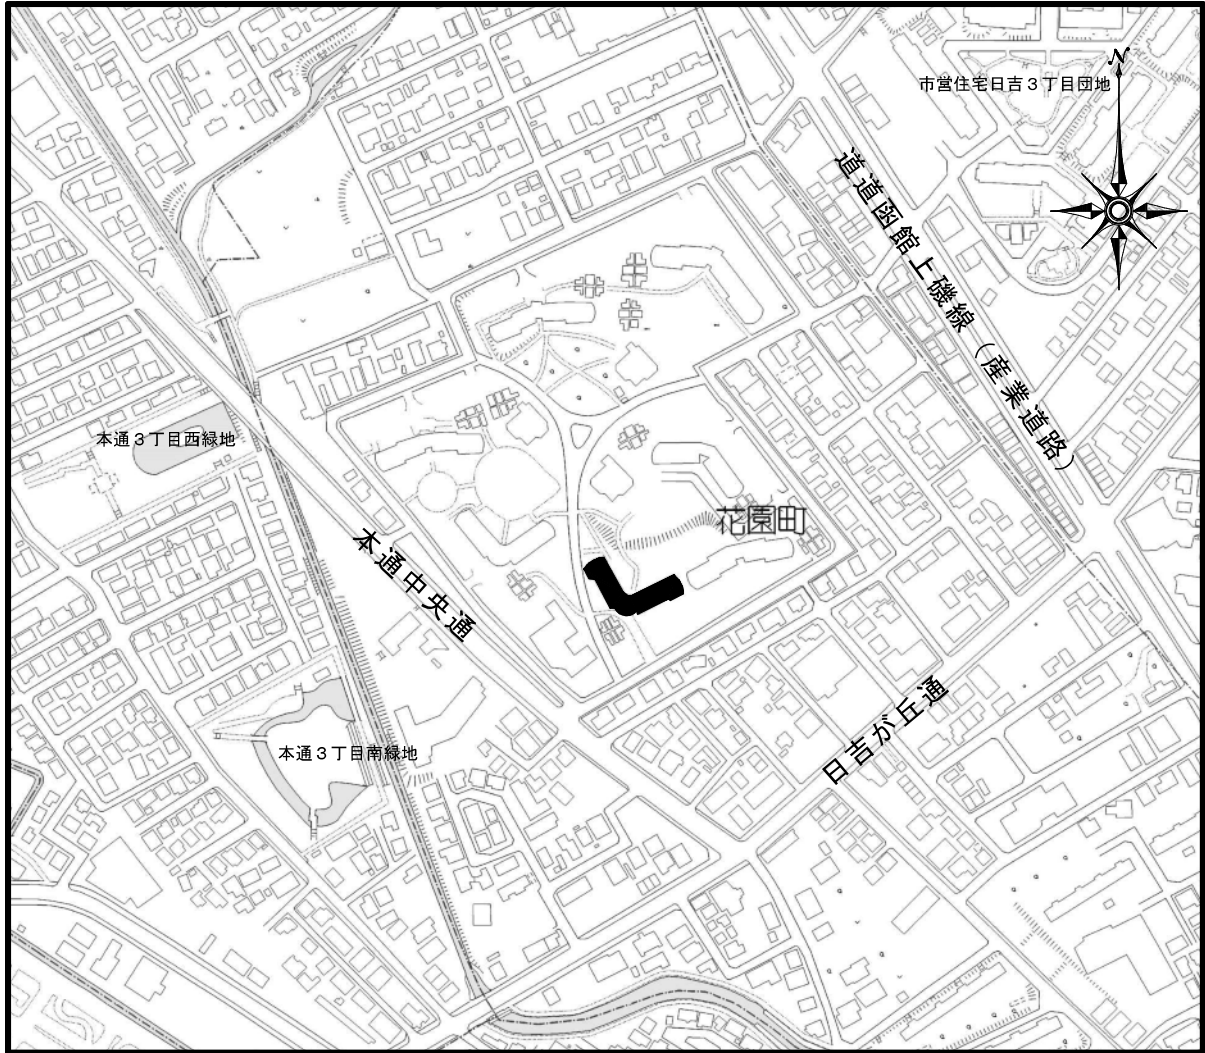 N
市営住宅日吉３丁目団地
道道函館上磯線（産業道路）
本通３丁目西緑地
花園町
本通中央通
日吉が丘通
本通３丁目南緑地